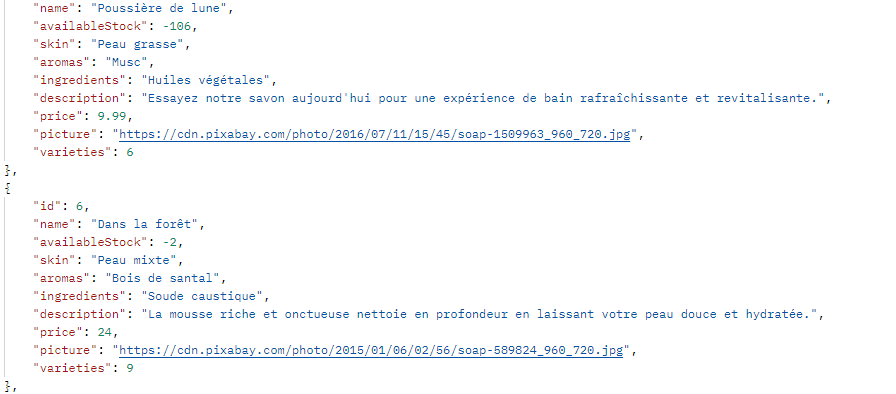 "name": "Poussière de lune",
"availableStock": -106,
"skin": "Peau grasse",
"aromas": "Musc",
"ingredients": "Huiles végétales",
"description": "Essayez notre savon aujourd'hui pour une expérience de bain rafraîchissante et revitalisante.",
"price": 9.99,
"picture": "https://cdn.pixabay.com/photo/2016/07/11/15/45/soap-1509963_960_720.jpg",
"varieties": 6
},
{
"id": 6,
"name": "Dans la forêt",
"availableStock": -2,
"skin": "Peau mixte",
"aromas": "Bois de santal",
"ingredients": "Soude caustique",
"description": "La mousse riche et onctueuse nettoie en profondeur en laissant votre peau douce et hydratée.",
"price": 24,
"picture": "https://cdn.pixabay.com/photo/2015/01/06/02/56/soap-589824_960_720.jpg",
"varieties": 9
},